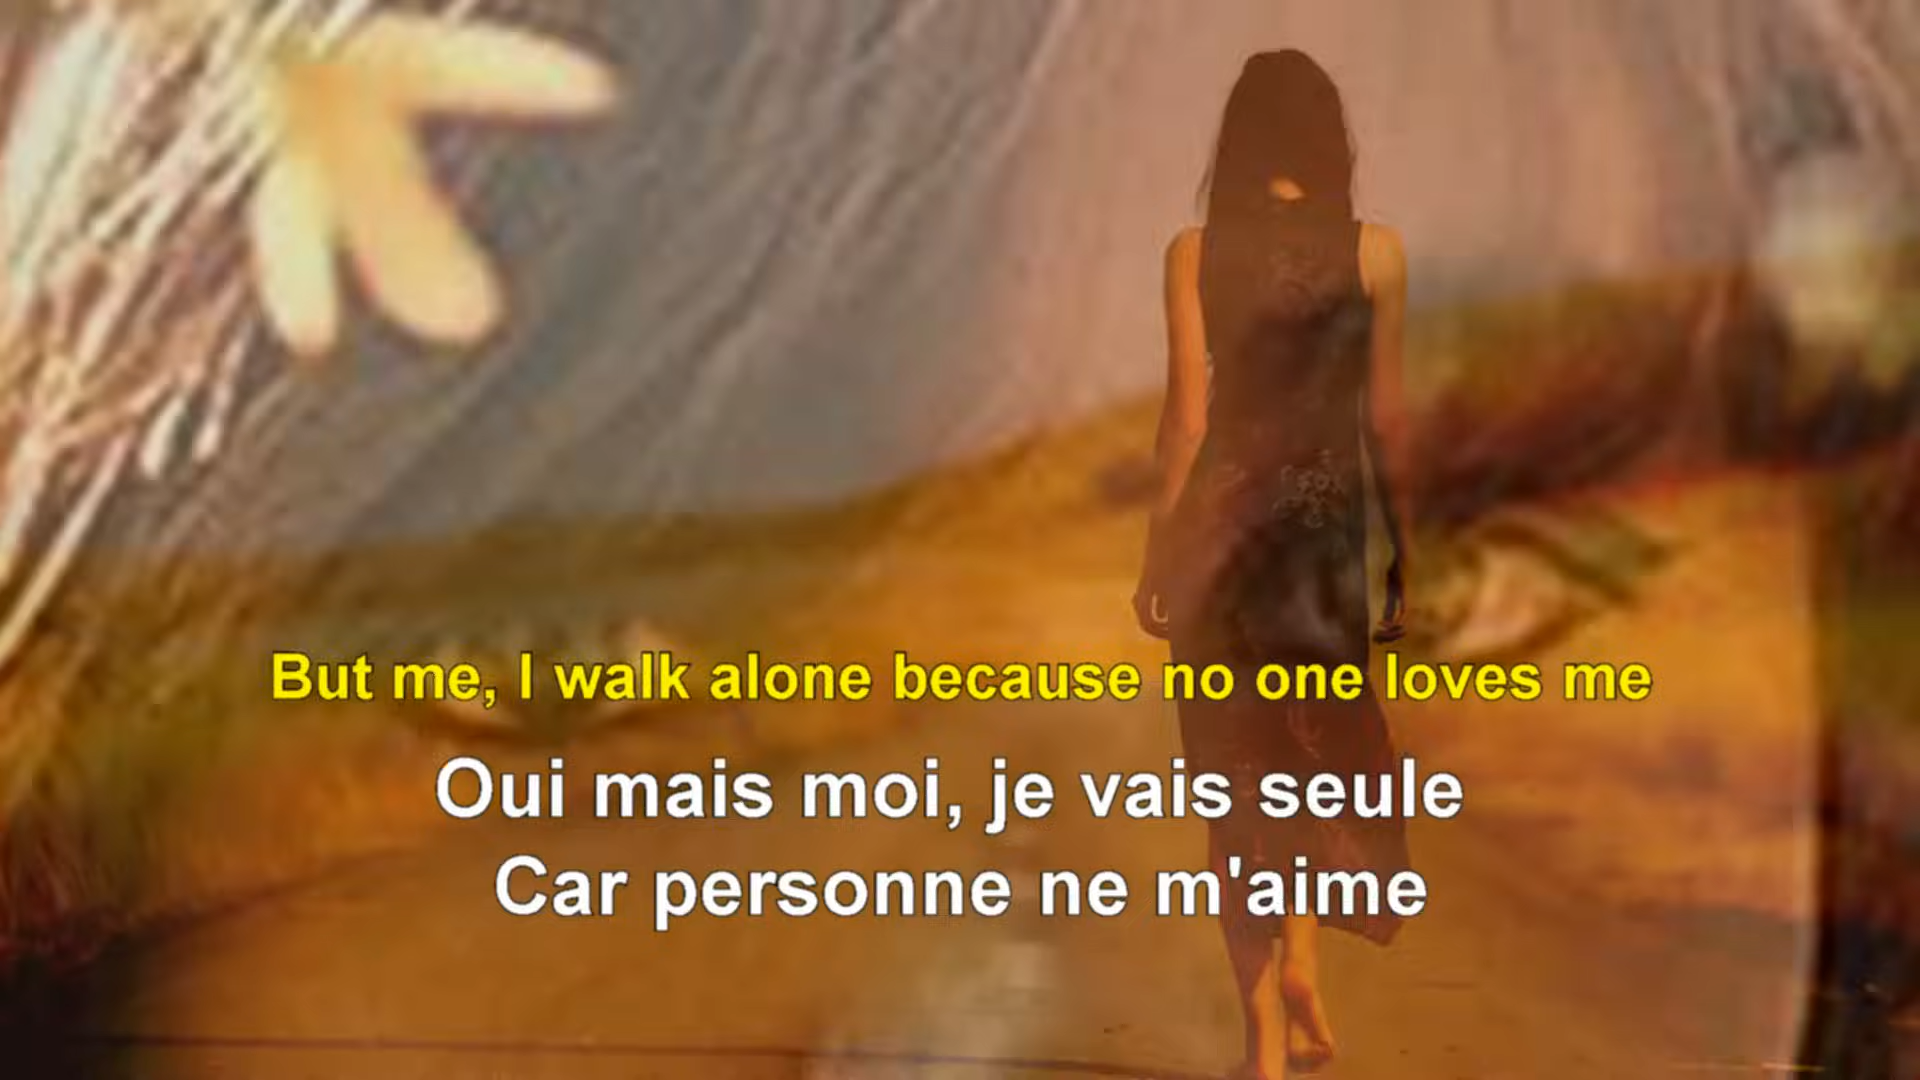 But me, I walk alone because no one loves me
Oui mais moi, je vais seule
Car personne ne m'aime